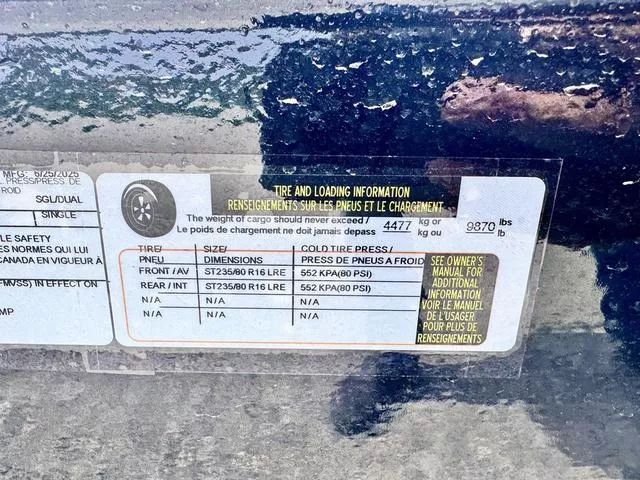 MFG: 6/25/2025
PRESS/PRESS. DE
ROID
SGL/DUAL
SINGLE
LE SAFETY
ES NORMES QUI LUI
CANADA EN VIGUEUR À
FMVSS) IN EFFECT ON
MP
TIRE AND LOADING INFORMATION
RENSEIGNEMENTS SUR LES PNEUS ET LE CHARGEMENT
The weight of cargo should never exceed / 4477 kg or 9870 lbs
Le poids de chargement ne doit jamais depass kg ou lb
TIRE/ SIZE/ COLD TIRE PRESS/
PNEU DIMENSIONS PRESS DE PNEUS A FROID
FRONT / AV ST235/80 R16 LRE 552 KPA(80 PSI)
REAR / INT ST235/80 R16 LRE 552 KPA(80 PSI)
N/A N/A N/A
N/A N/A N/A
SEE OWNER'S
MANUAL FOR
ADDITIONAL
INFORMATION
VOIR LE MANUEL
DE L'USAGER
POUR PLUS DE
RENSEIGNEMENTS